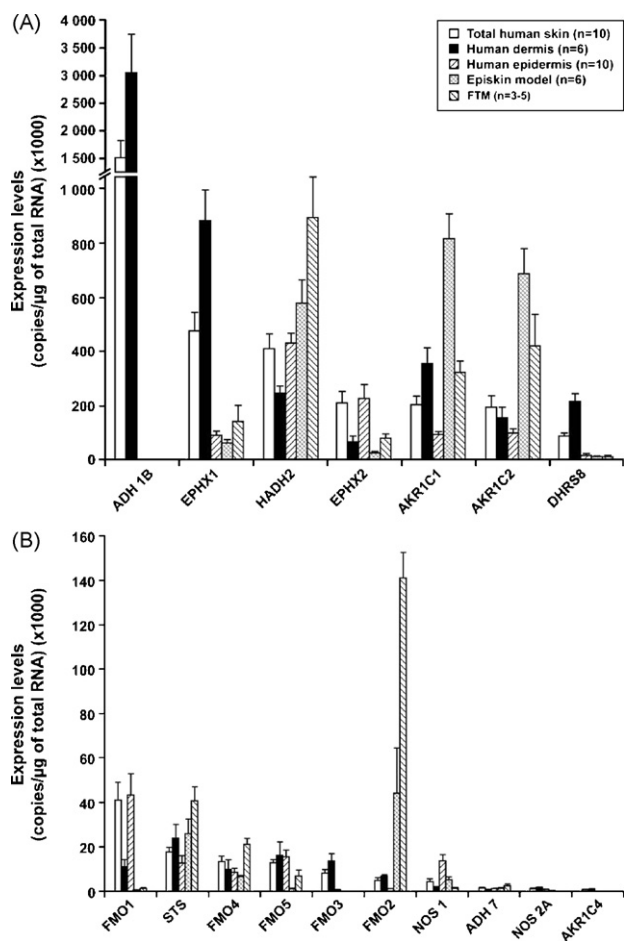 (A)
Expression levels
(copies/µg of total RNA) (x1000)
4 000
3 500
3 000
2 500
2 000
1 500
1 000
800
600
400
200
0
Total human skin (n=10)
Human dermis (n=6)
Human epidermis (n=10)
Episkin model (n=6)
FTM (n=3-5)
ADH 1B
EPHX1
HADH2
EPHX2
AKR1C1
AKR1C2
DHRS8
(B)
Expression levels
(copies/µg of total RNA) (x1000)
160
140
120
100
80
60
40
20
0
FMO1
STS
FMO4
FMO5
FMO3
FMO2
NOS 1
ADH 7
NOS 2A
AKR1C4